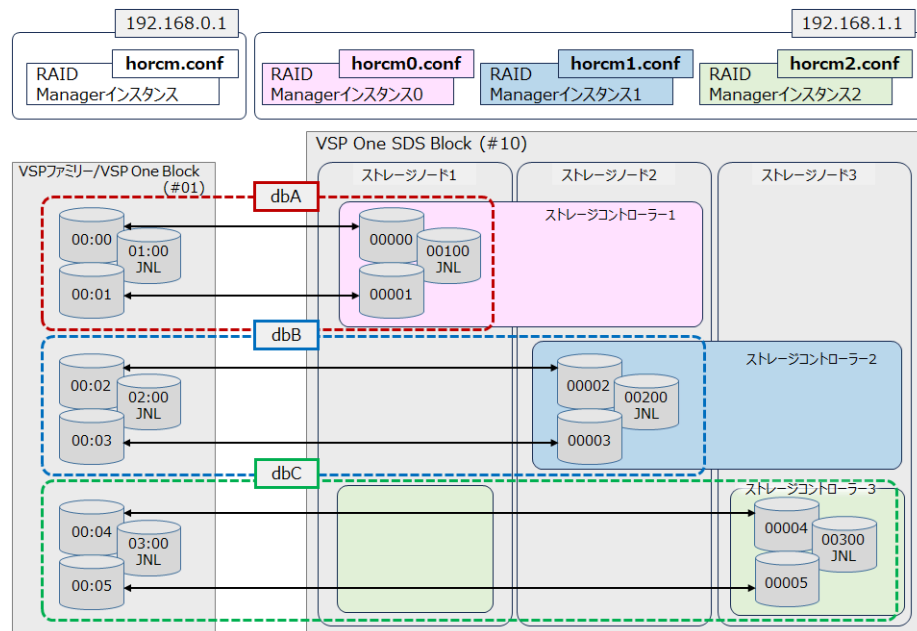 192.168.0.1
horcm.conf
RAID
Managerインスタンス
192.168.1.1
horcm0.conf
RAID
Managerインスタンス0
horcm1.conf
RAID
Managerインスタンス1
horcm2.conf
RAID
Managerインスタンス2
VSP One SDS Block (#10)
VSPファミリー/VSP One Block
(#01)
ストレージノード1
ストレージノード2
ストレージノード3
dbA
ストレージコントローラー1
00:00
01:00
JNL
00:01
00000
00100
JNL
00001
dbB
ストレージコントローラー2
00:02
02:00
JNL
00:03
00002
00200
JNL
00003
dbC
ストレージコントローラー3
00:04
03:00
JNL
00:05
00004
00300
JNL
00005